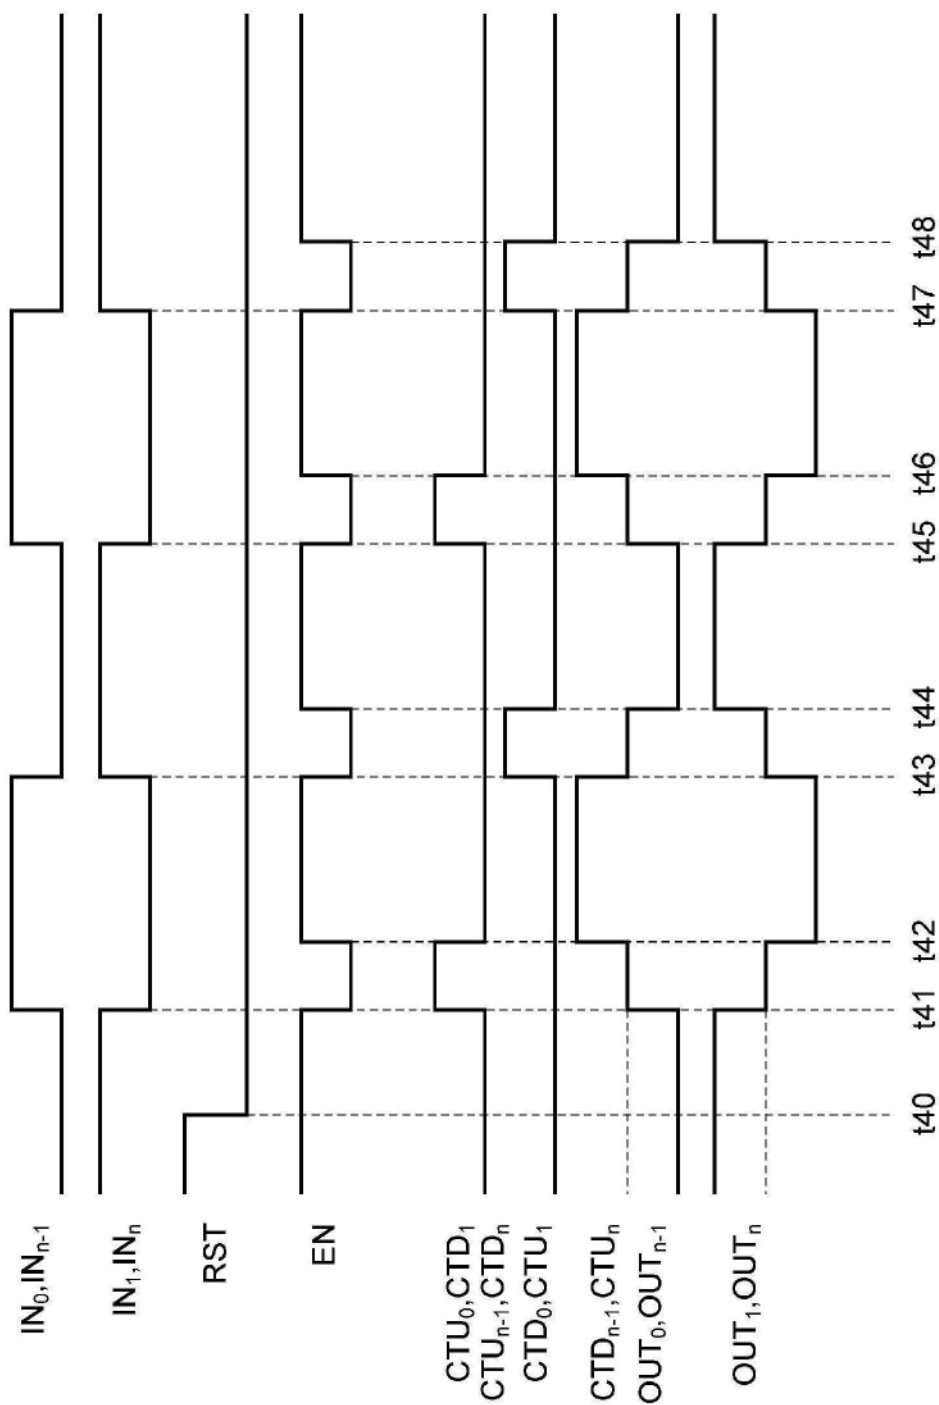 IN0,INn-1
IN1,INn
RST
EN
CTU0,CTD1
CTUn-1,CTDn
CTD0,CTU1
CTDn-1,CTUn
OUT0,OUTn-1
OUT1,OUTn
t40
t41
t42
t43
t44
t45
t46
t47
t48